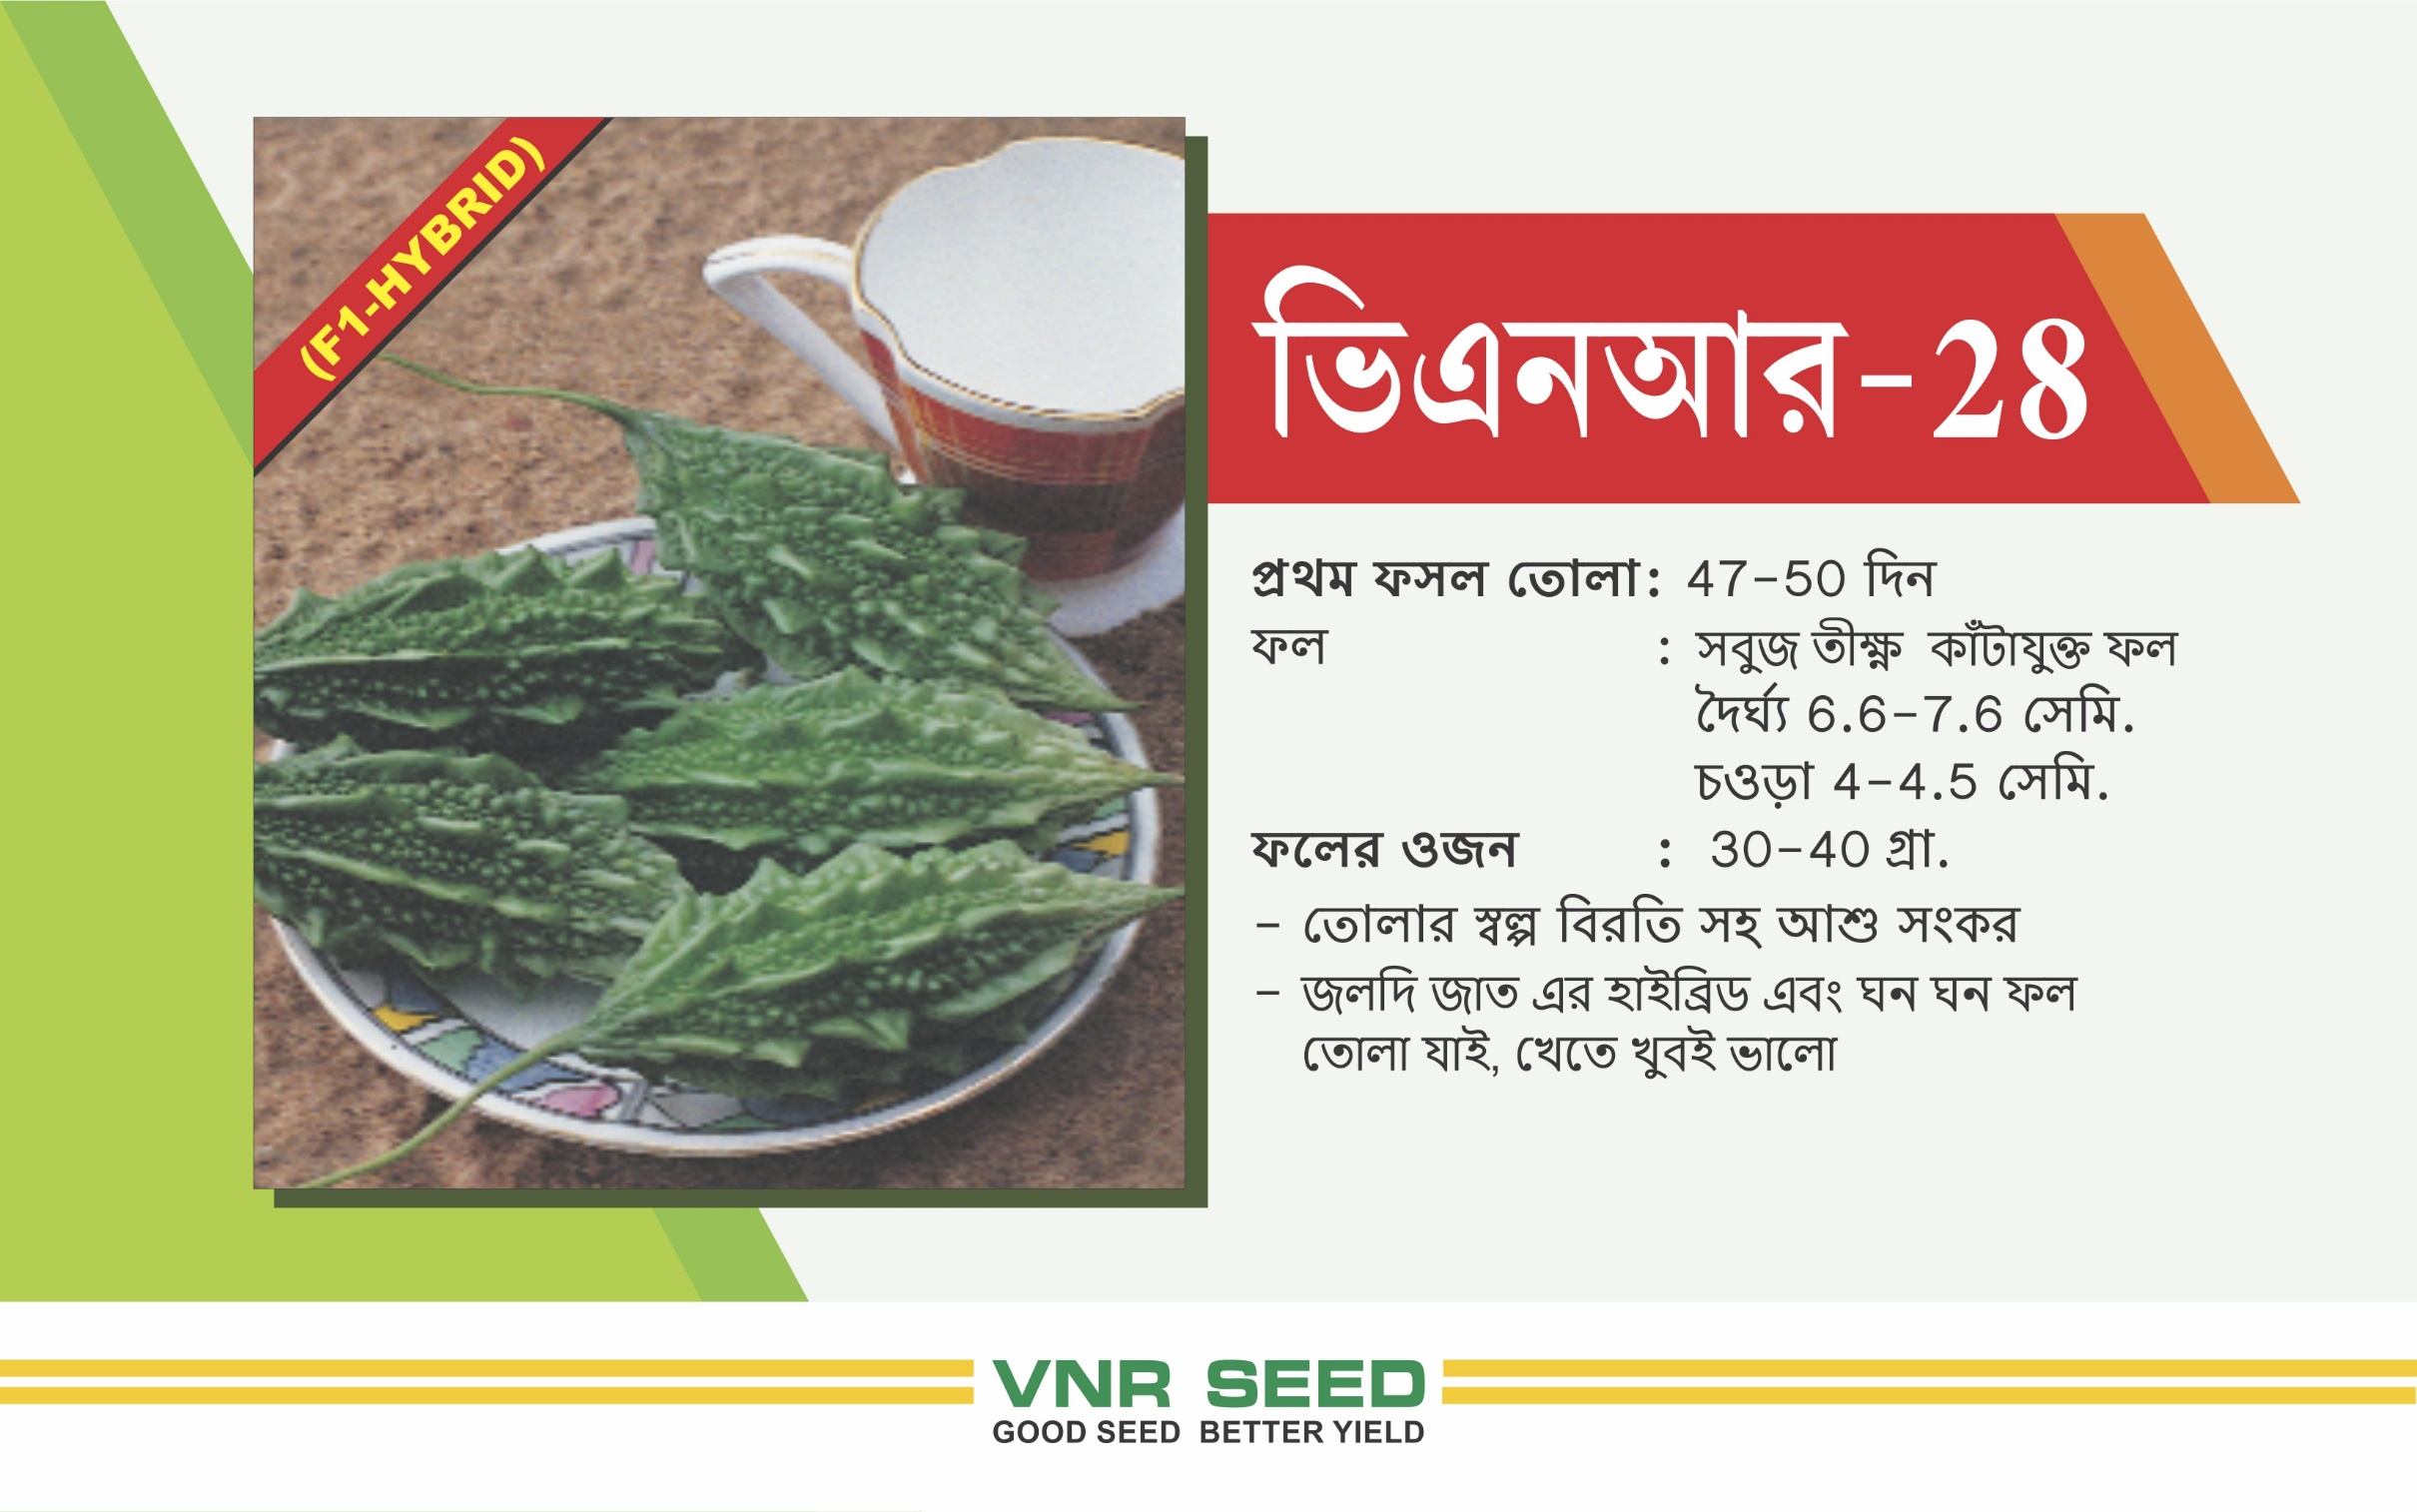 (F1-HYBRID))
ভিএনআর-28
প্রথম ফসল তোলা: 47-50 দিন
ফল : সবুজ তীক্ষ্ণ কাঁটাযুক্ত ফল
দৈর্ঘ্য 6.6-7.6 সেমি.
চওড়া 4-4.5 সেমি.
ফলের ওজন : 30-40 গ্রা.
- তোলার স্বল্প বিরতি সহ আশু সংকর
- জলদি জাত এর হাইব্রিড এবং ঘন ঘন ফল
তোলা যাই, খেতে খুবই ভালো
VNR SEED
GOOD SEED BETTER YIELD